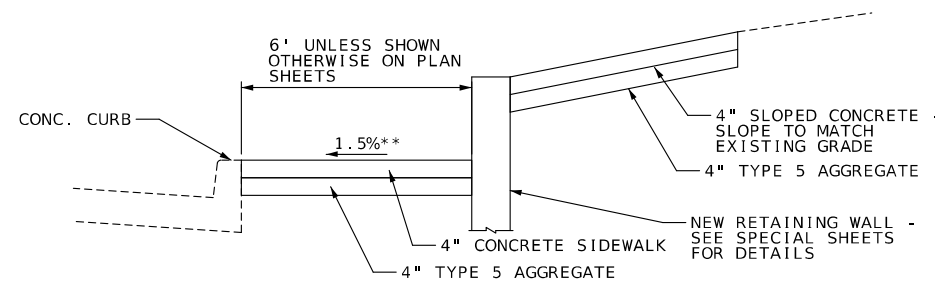 6' UNLESS SHOWN
OTHERWISE ON PLAN
SHEETS
CONC. CURB
1.5%**
4" SLOPED CONCRETE -
SLOPE TO MATCH
EXISTING GRADE
4" TYPE 5 AGGREGATE
NEW RETAINING WALL -
SEE SPECIAL SHEETS
FOR DETAILS
4" CONCRETE SIDEWALK
4" TYPE 5 AGGREGATE